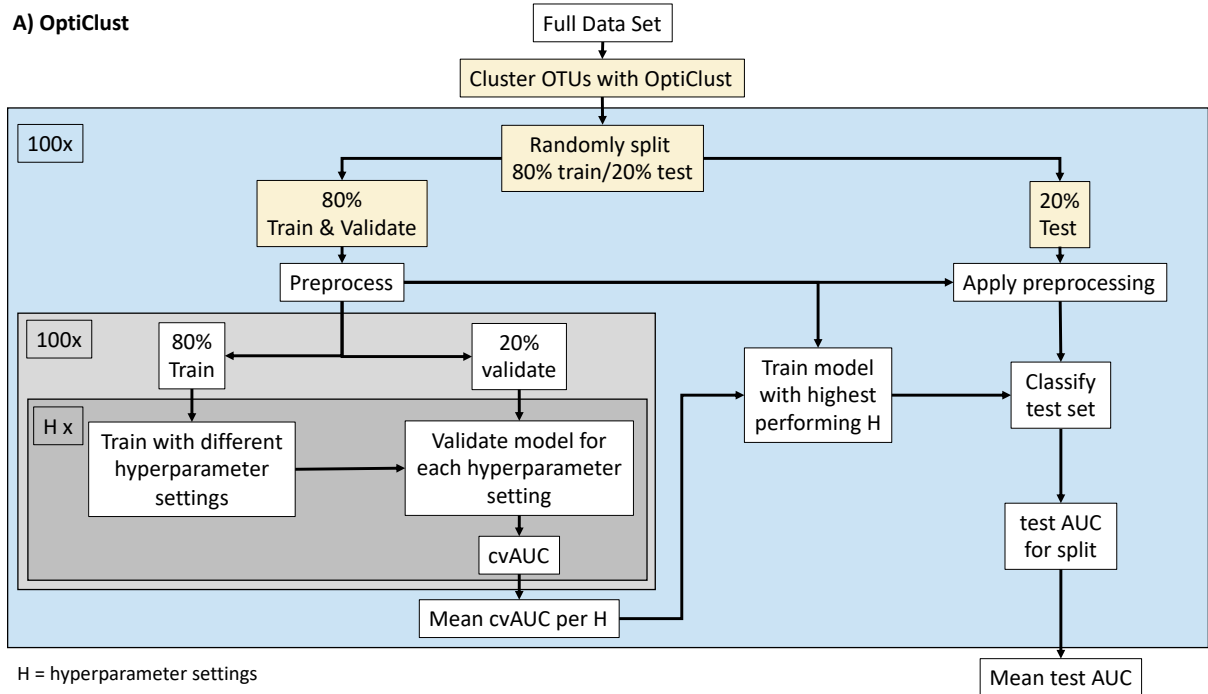 A) OptiClust
Full Data Set
Cluster OTUs with OptiClust
100x
Randomly split
80% train/20% test
80%
Train & Validate
20%
Test
Preprocess
Apply preprocessing
100x
80%
Train
20%
validate
Train model
with highest
performing H
Classify
test set
H x
Train with different
hyperparameter
settings
Validate model for
each hyperparameter
setting
cvAUC
test AUC
for split
Mean cvAUC per H
H = hyperparameter settings
Mean test AUC